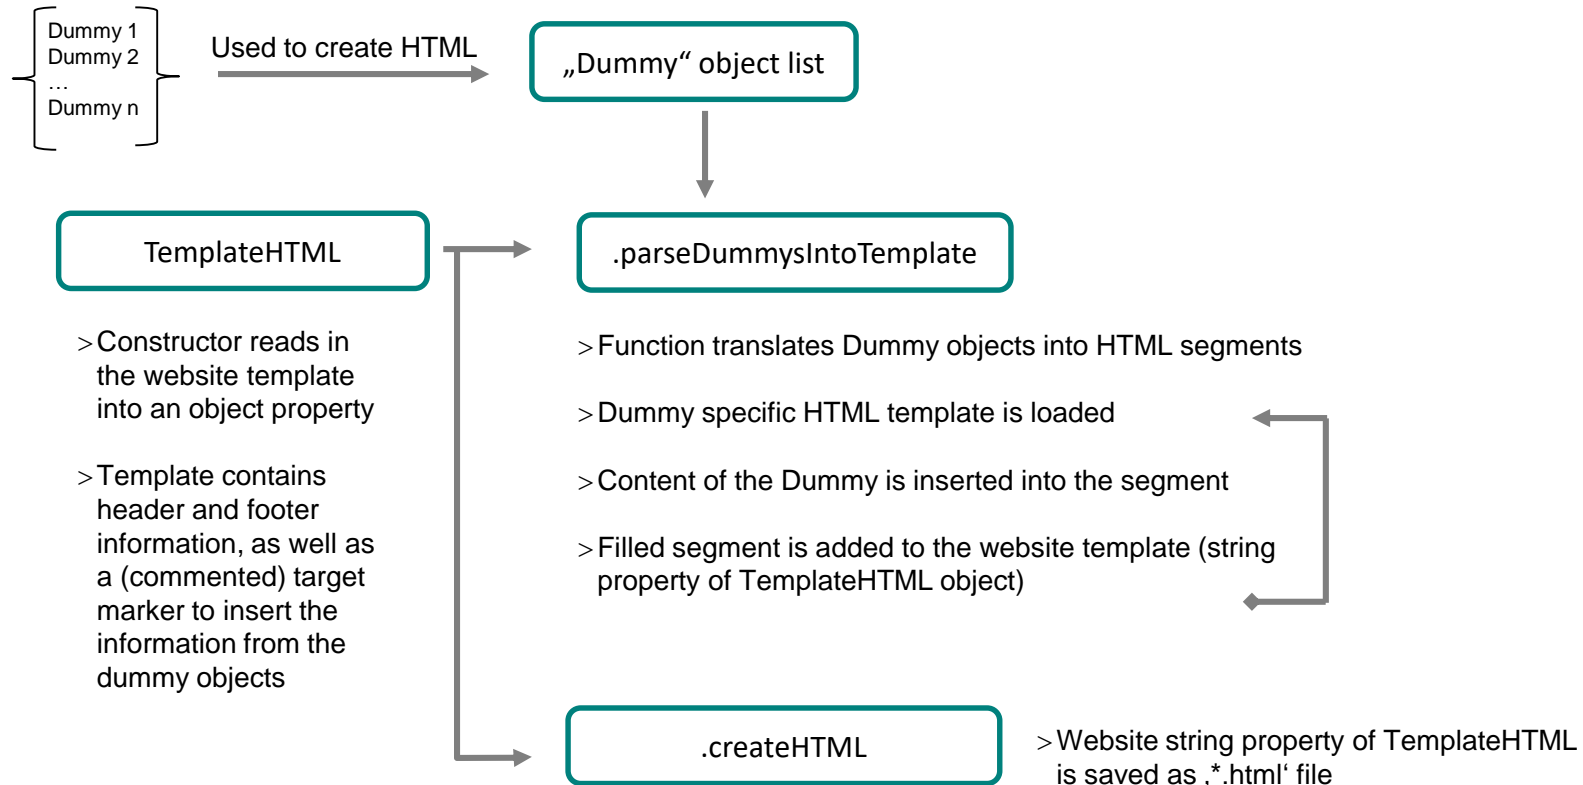 Dummy 1
Dummy 2
…
Dummy n
Used to create HTML
„Dummy“ object list
TemplateHTML
.parseDummysIntoTemplate
>Constructor reads in
the website template
into an object property
>Template contains
header and footer
information, as well as
a (commented) target
marker to insert the
information from the
dummy objects
>Function translates Dummy objects into HTML segments
>Dummy specific HTML template is loaded
>Content of the Dummy is inserted into the segment
>Filled segment is added to the website template (string
property of TemplateHTML object)
.createHTML
>Website string property of TemplateHTML
is saved as ‚*.html‘ file